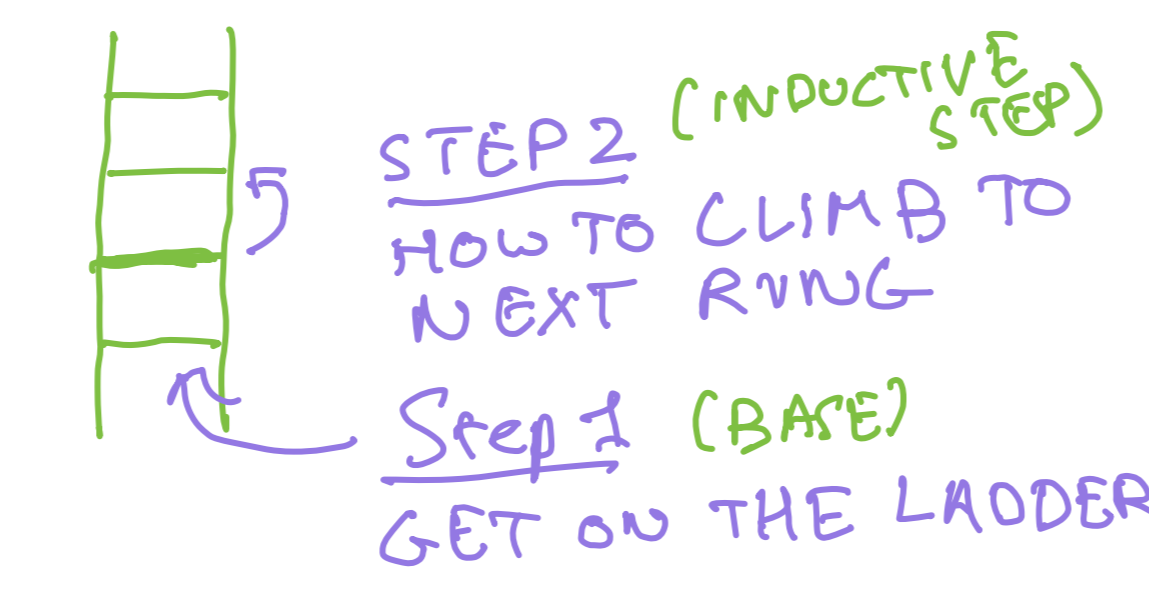 STEP 2 (INDUCTIVE
STEP)
HOW TO CLIMB TO
NEXT RUNG
Step 1 (BASE)
GET ON THE LADDER